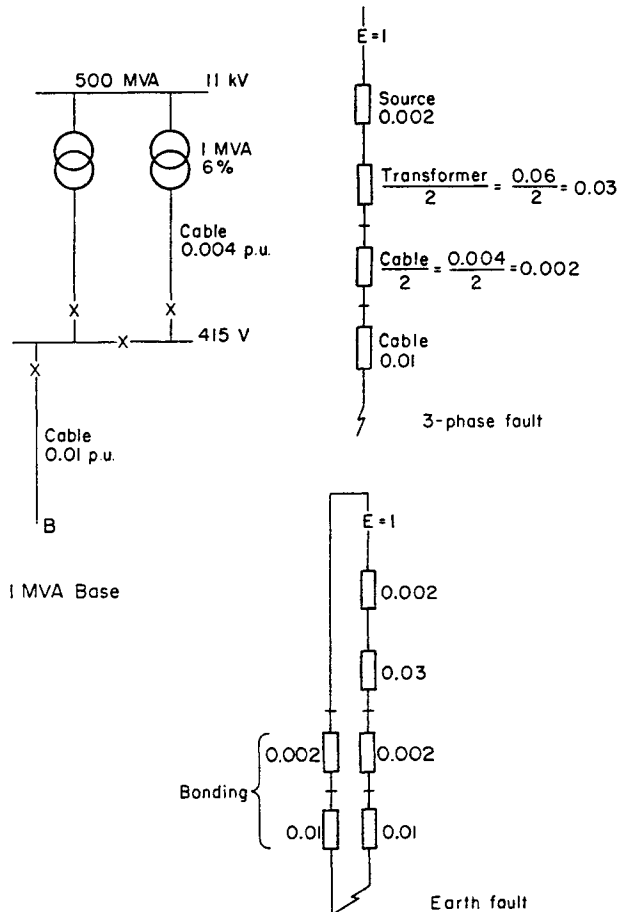 500 MVA 11 kV
1 MVA
6%
Cable
0.004 p.u.
X X
X
415 V
X
Cable
0.01 p.u.
B
1 MVA Base
E = 1
Source
0.002
Transformer / 2 = 0.06 / 2 = 0.03
Cable / 2 = 0.004 / 2 = 0.002
Cable
0.01
3-phase fault
E = 1
0.002
0.03
0.002 0.002
Bonding
0.01 0.01
Earth fault